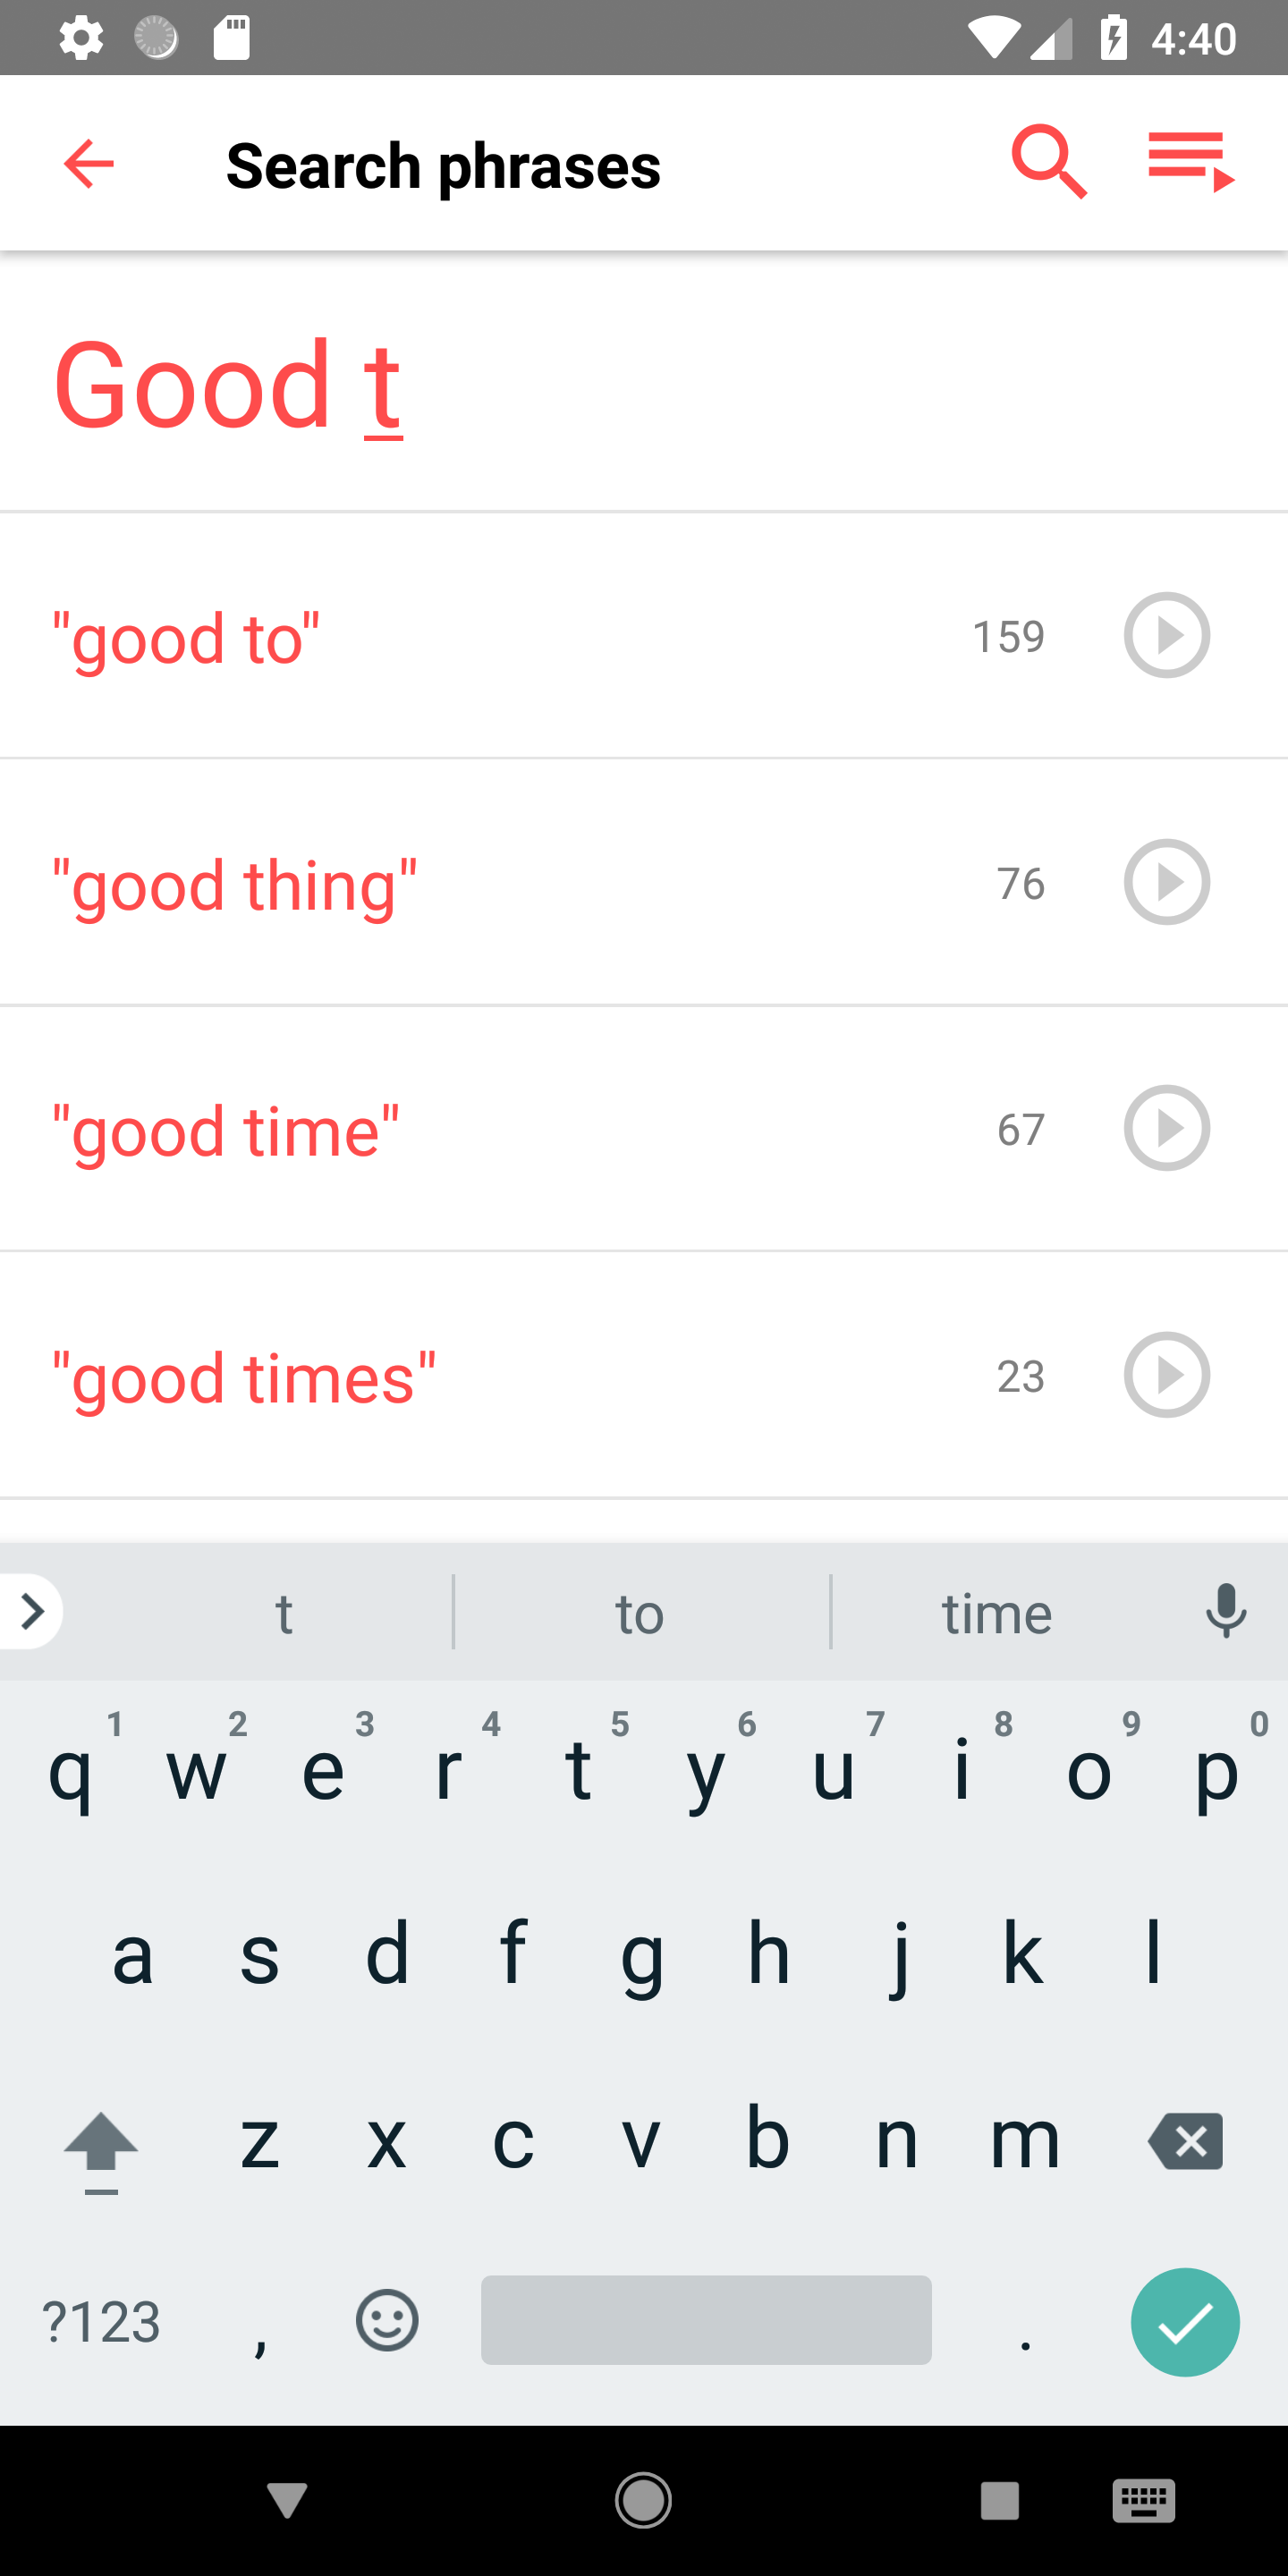 4:40
Search phrases
Good t
"good to" 159
"good thing" 76
"good time" 67
"good times" 23
t to time
1 2 3 4 5 6 7 8 9 0
q w e r t y u i o p
a s d f g h j k l
z x c v b n m
?123 , .